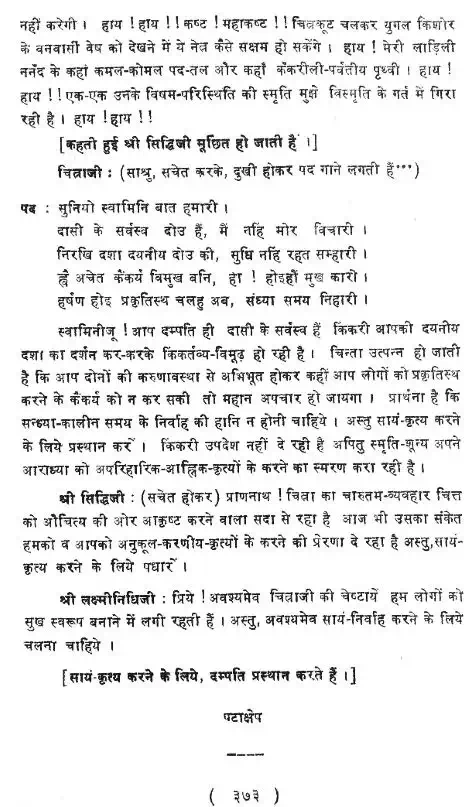 नहीं करेगी। हाय ! हाय ! ! कष्ट ! महाकष्ट ! ! चित्रकूट चलकर युगल किशोर
के वनवासी वेष को देखने में ये नेत्र कैसे सक्षम हो सकेंगे। हाय ! मेरी लाड़िली
ननँद के कहां कमल-कोमल पद-तल और कहाँ कँकरीली-पर्वतीय पृथ्वी। हाय !
हाय ! ! एक-एक उनके विषम-परिस्थिति की स्मृति मुझे विस्मृति के गर्त में गिरा
रही है। हाय ! हाय ! !
[कहती हुई श्री सिद्धिजी मूर्छित हो जाती हैं।]
चित्राजी : (साश्रु, सचेत करके, दुखी होकर पद गाने लगती हैं···)
पद : सुनियो स्वामिनि बात हमारी।
दासी के सर्वस्व दोउ हैं, मैं नहिं मोर विचारी।
निरखि दशा दयनीय दोउ की, सुधि नहिं रहत सम्हारी।
ह्वै अचेत कैंकर्य विमुख बनि, हा ! होइहौं मुख कारी।
हर्षण होइ प्रकृतिस्थ चलहु अब, संध्या समय निहारी।
स्वामिनीजू ! आप दम्पति ही दासी के सर्वस्व हैं किंकरी आपकी दयनीय
दशा का दर्शन कर-करके किंकर्तव्य-विमूढ़ हो रही है। चिन्ता उत्पन्न हो जाती
है कि आप दोनों की करुणावस्था से अभिभूत होकर कहीं आप लोगों को प्रकृतिस्थ
करने के कैंकर्य को न कर सकी तो महान अपचार हो जायगा। प्रार्थना है कि
सन्ध्या-कालीन समय के निर्वाह की हानि न होनी चाहिये। अस्तु सायं-कृत्य करने
के लिये प्रस्थान करें। किंकरी उपदेश नहीं दे रही है अपितु स्मृति-शून्य अपने
आराध्या को अपरिहारिक-आह्निक-कृत्यों के करने का स्मरण करा रही है।
श्री सिद्धिजी : (सचेत होकर) प्राणनाथ ! चित्रा का चारुतम-व्यवहार चित्त
को औचित्य की ओर आकृष्ट करने वाला सदा से रहा है आज भी उसका संकेत
हमको व आपको अनुकूल-करणीय-कृत्यों के करने की प्रेरणा दे रहा है अस्तु,सायं-
कृत्य करने के लिये पधारें।
श्री लक्ष्मीनिधिजी : प्रिये ! अवश्यमेव चित्राजी की चेष्टायें हम लोगों को
सुख स्वरूप बनाने में लगी रहती हैं। अस्तु, अवश्यमेव सायं-निर्वाह करने के लिये
चलना चाहिये।
[सायं-कृत्य करने के लिये, दम्पति प्रस्थान करते हैं।]
पटाक्षेप
( ३७३ )